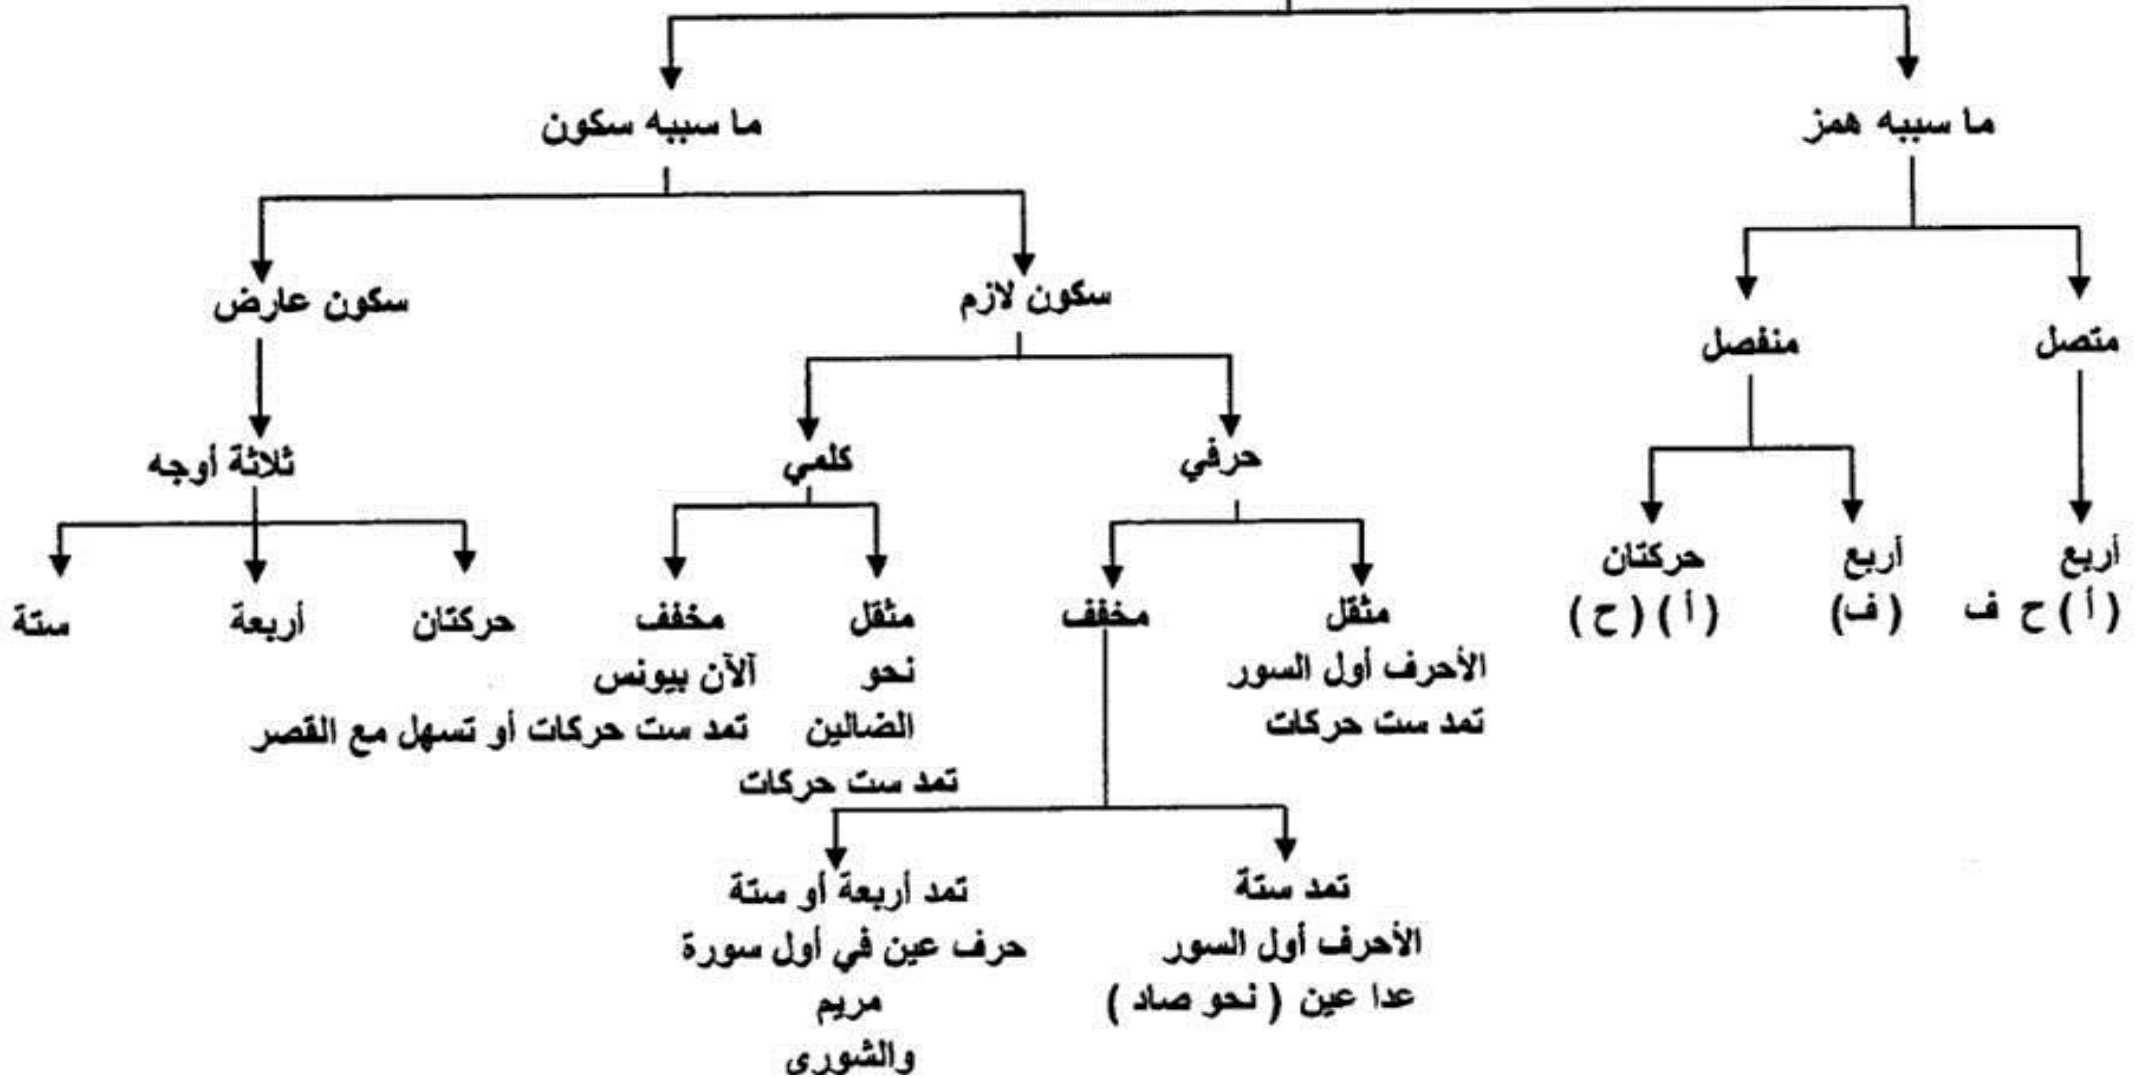 ما سببه همز
ما سببه سكون
متصل
منفصل
سكون لازم
سكون عارض
أربع
( أ ) ح ف
أربع
( ف )
حركتان
( أ ) ( ح )
حرفي
كلمي
ثلاثة أوجه
مثقل
الأحرف أول السور
تمد ست حركات
مخفف
مثقل
نحو
الضالين
تمد ست حركات
مخفف
آلآن بيونس
تمد ست حركات أو تسهل مع القصر
حركتان
أربعة
ستة
تمد ستة
الأحرف أول السور
عدا عين ( نحو صاد )
تمد أربعة أو ستة
حرف عين في أول سورة
مريم
والشورى